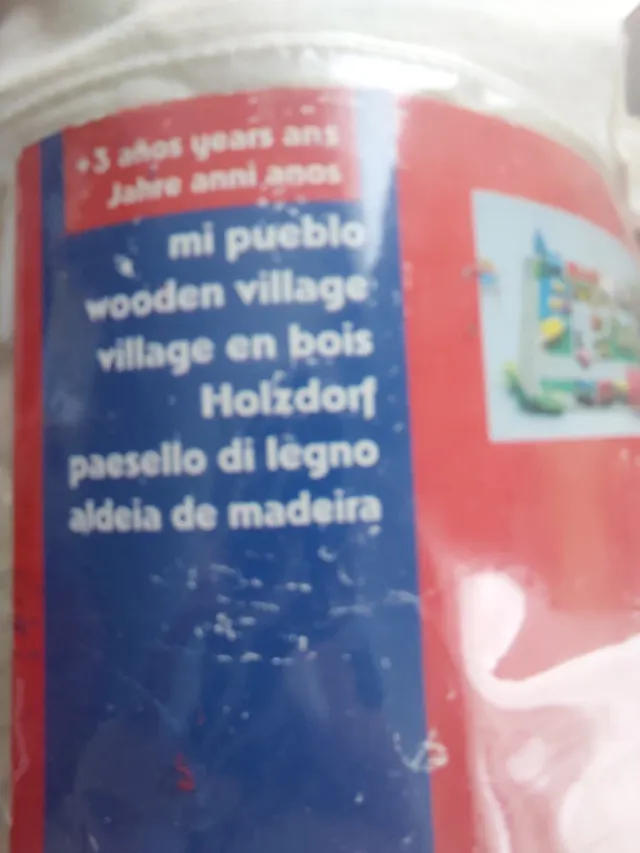 +3 años years ans
Jahre anni anos
mi pueblo
wooden village
village en bois
Holzdorf
paesello di legno
aldeia de madeira